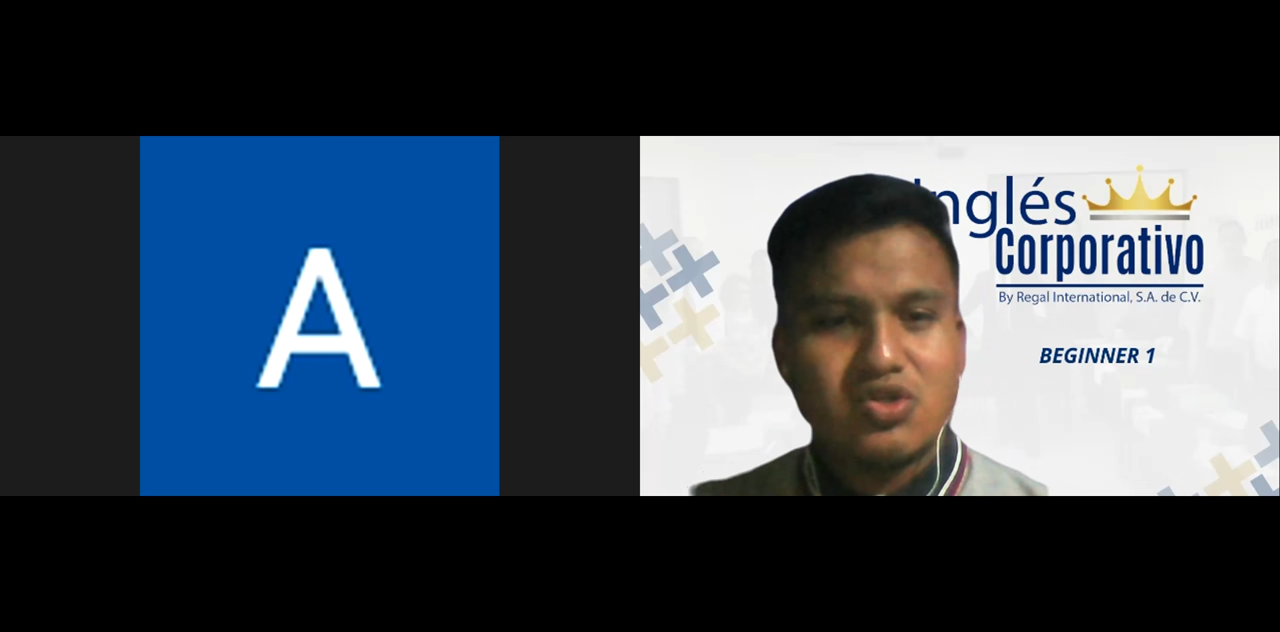 A
Inglés
Corporativo
By Regal International, S.A. de C.V.
BEGINNER 1